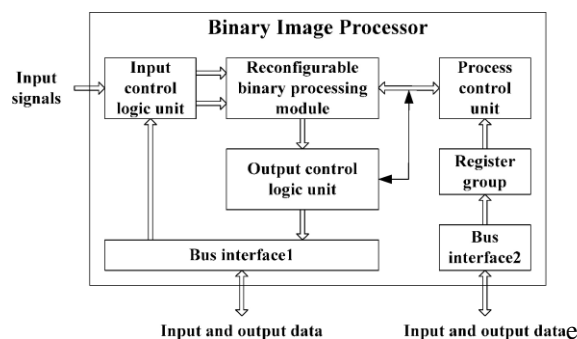 Binary Image Processor
Input
signals
Input
control
logic unit
Reconfigurable
binary processing
module
Process
control
unit
Output control
logic unit
Register
group
Bus interface1
Bus
interface2
Input and output data
Input and output datae